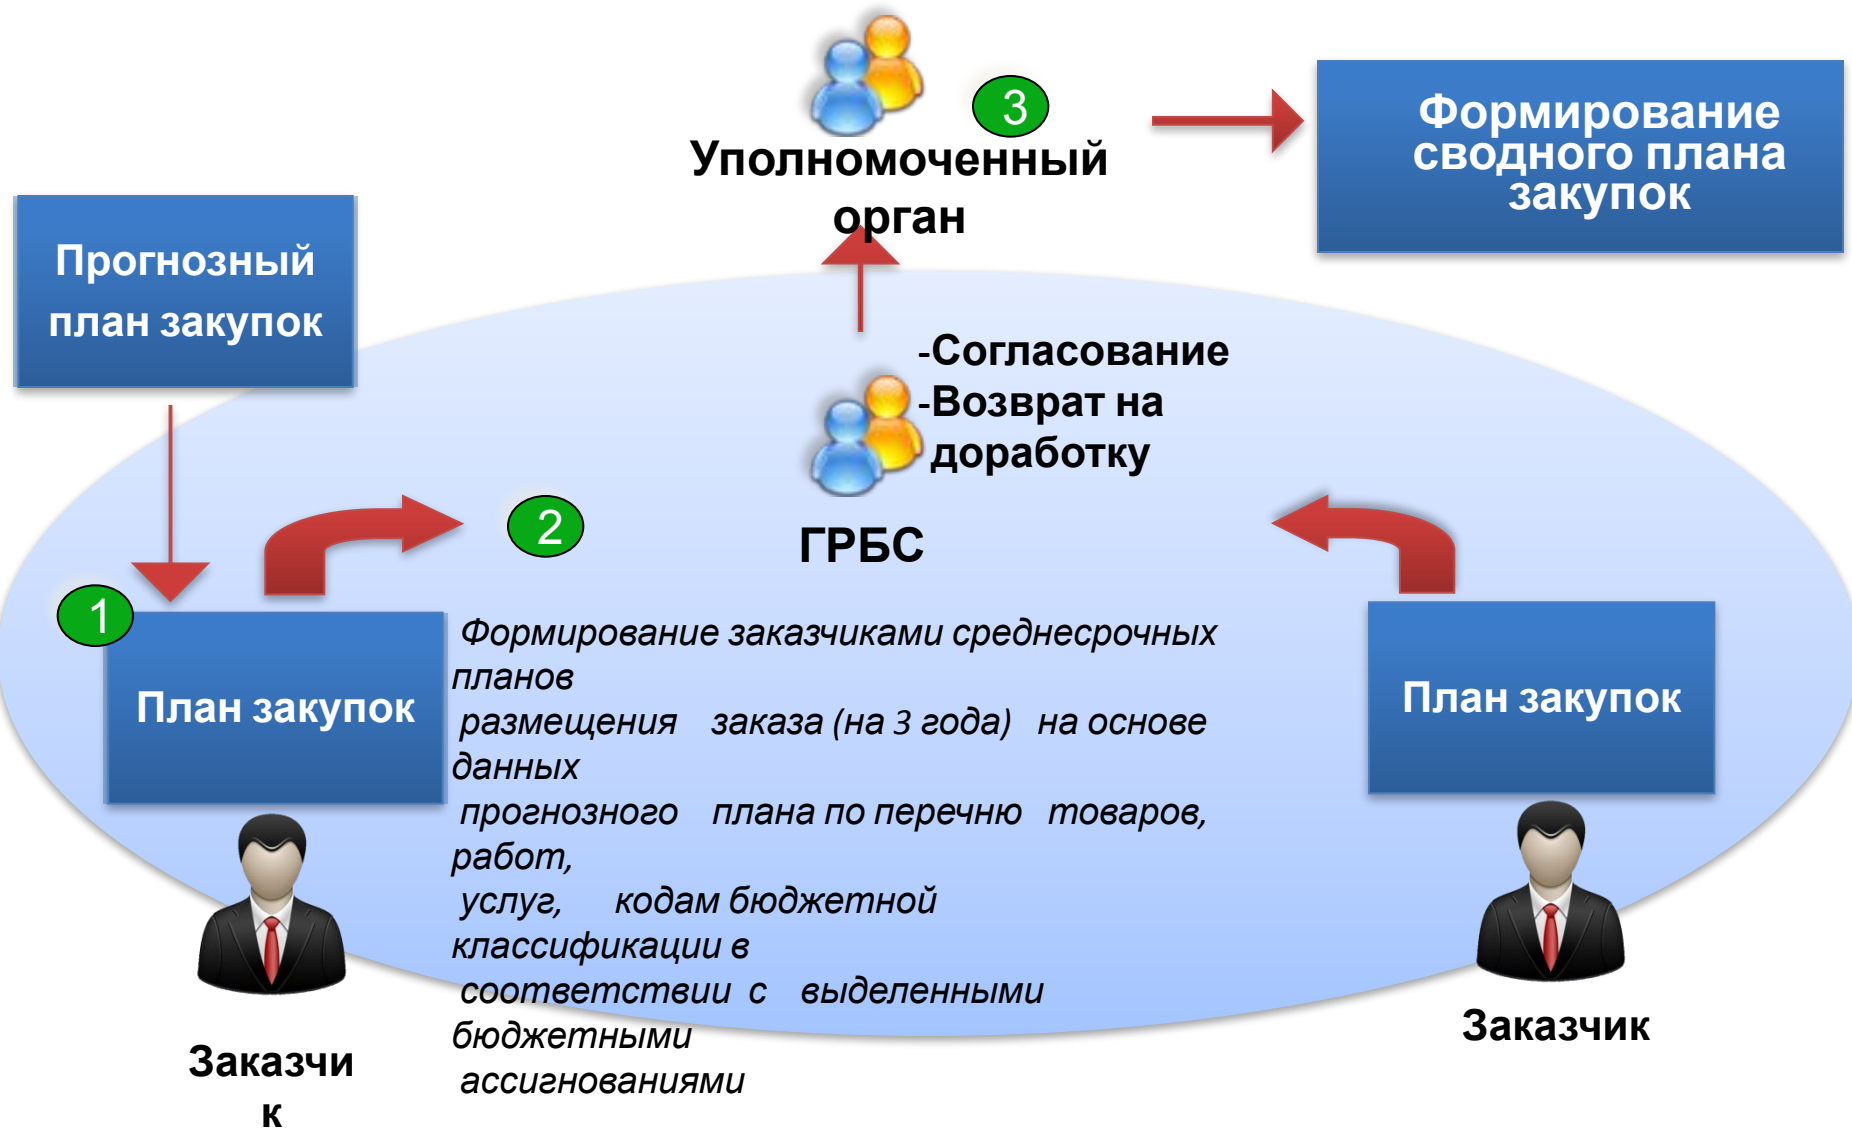 3
Уполномоченный
орган
Формирование
сводного плана
закупок
Прогнозный
план закупок
-Согласование
-Возврат на
доработку
2
ГРБС
1
План закупок
Формирование заказчиками среднесрочных
планов
размещения заказа (на 3 года) на основе
данных
прогнозного плана по перечню товаров,
работ,
услуг, кодам бюджетной
классификации в
соответствии с выделенными
бюджетными
ассигнованиями
План закупок
Заказчи
к
Заказчик